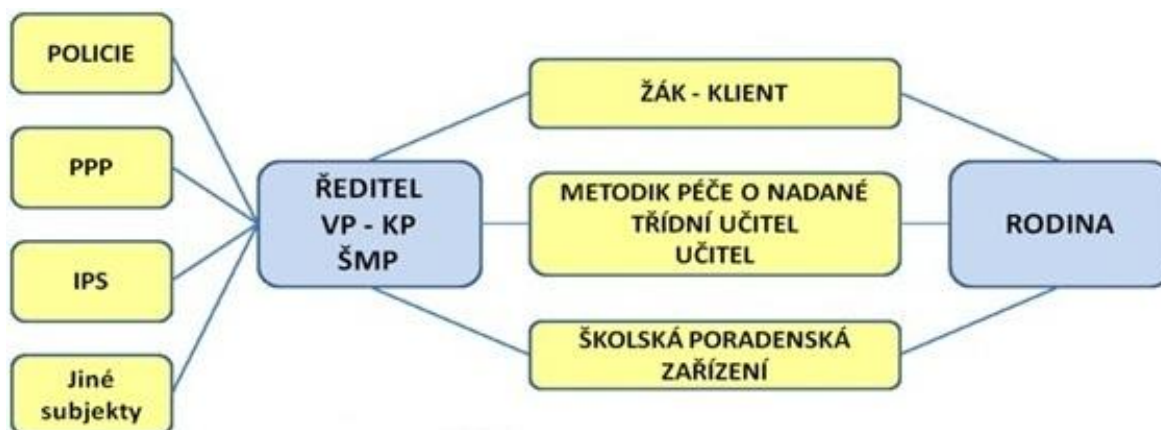 POLICIE
PPP
IPS
Jiné
subjekty
ŘEDITEL
VP - KP
ŠMP
ŽÁK - KLIENT
METODIK PÉČE O NADANÉ
TŘÍDNÍ UČITEL
UČITEL
ŠKOLSKÁ PORADENSKÁ
ZAŘÍZENÍ
RODINA